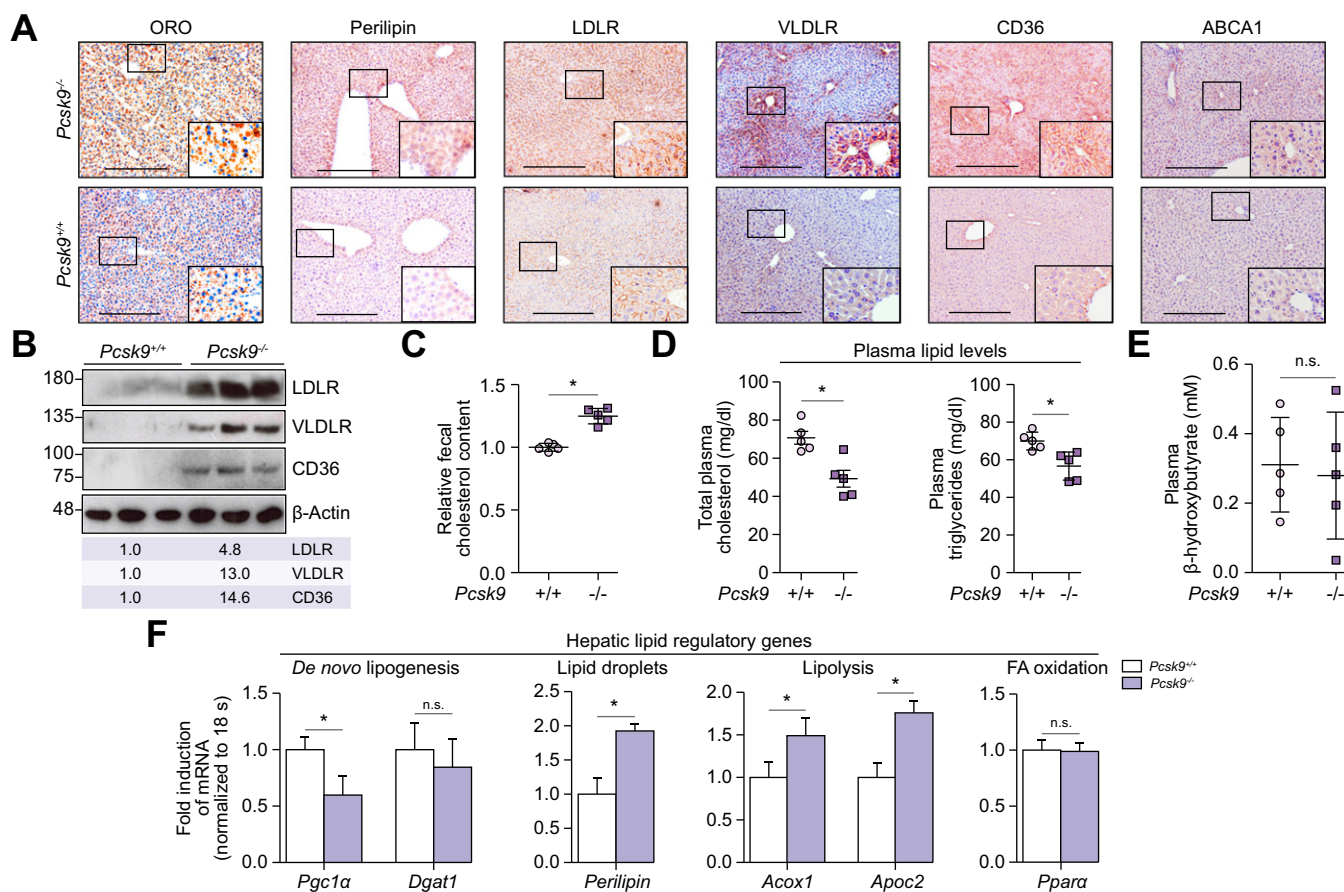 A
ORO
Perilipin
LDLR
VLDLR
CD36
ABCA1
Pcsk9-/-
Pcsk9+/+
B
Pcsk9+/+
Pcsk9-/-
180
LDLR
135
VLDLR
100
75
CD36
48
β-Actin
1.0 4.8 LDLR
1.0 13.0 VLDLR
1.0 14.6 CD36
C
Relative fecal
cholesterol content
1.5
1.0
0.5
0.0
*
Pcsk9 +/+ -/-
D
Plasma lipid levels
Total plasma
cholesterol (mg/dl)
100
80
60
40
20
0
*
Pcsk9 +/+ -/-
Plasma
triglycerides (mg/dl)
100
80
60
40
20
0
*
+/+ -/-
E
Plasma
β-hydroxybutyrate (mM)
0.6
0.4
0.2
0.0
n.s.
Pcsk9 +/+ -/-
F
Hepatic lipid regulatory genes
De novo lipogenesis
Lipid droplets
Lipolysis
FA oxidation
Pcsk9+/+
Pcsk9-/-
Fold induction
of mRNA
(normalized to 18 s)
1.5
1.0
0.5
0.0
*
n.s.
Pgc1α
Dgat1
2.5
2.0
1.5
1.0
0.5
0.0
*
Perilipin
2.0
1.5
1.0
0.5
0.0
*
*
Acox1
Apoc2
1.5
1.0
0.5
0.0
n.s.
Pparα